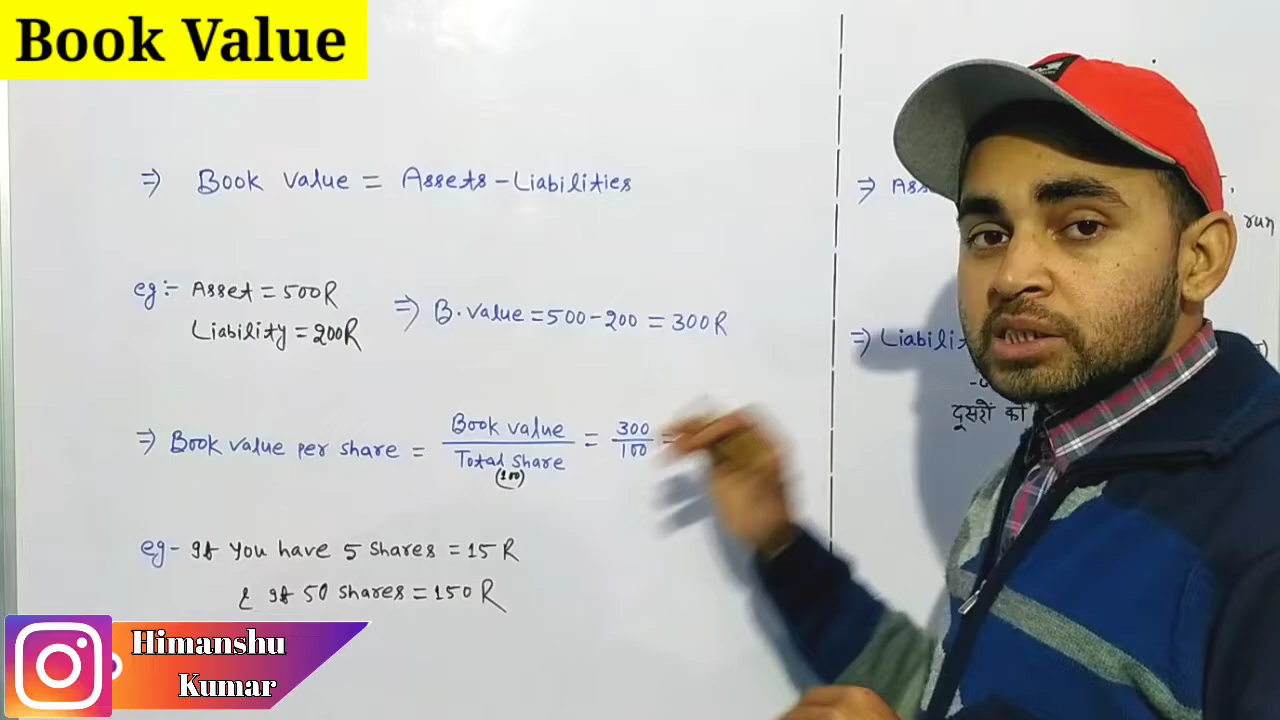 Book Value
⇒ Book Value = Assets - Liabilities
eg:- Asset = 500R
Liability = 200R
⇒ B. Value = 500 - 200 = 300R
⇒ Book value per share = Book value / Total Share (100) = 300 / 100 =
eg - If You have 5 Shares = 15 R
& If 50 shares = 150 R
⇒
run
⇒
दूसरों को
Himanshu
Kumar